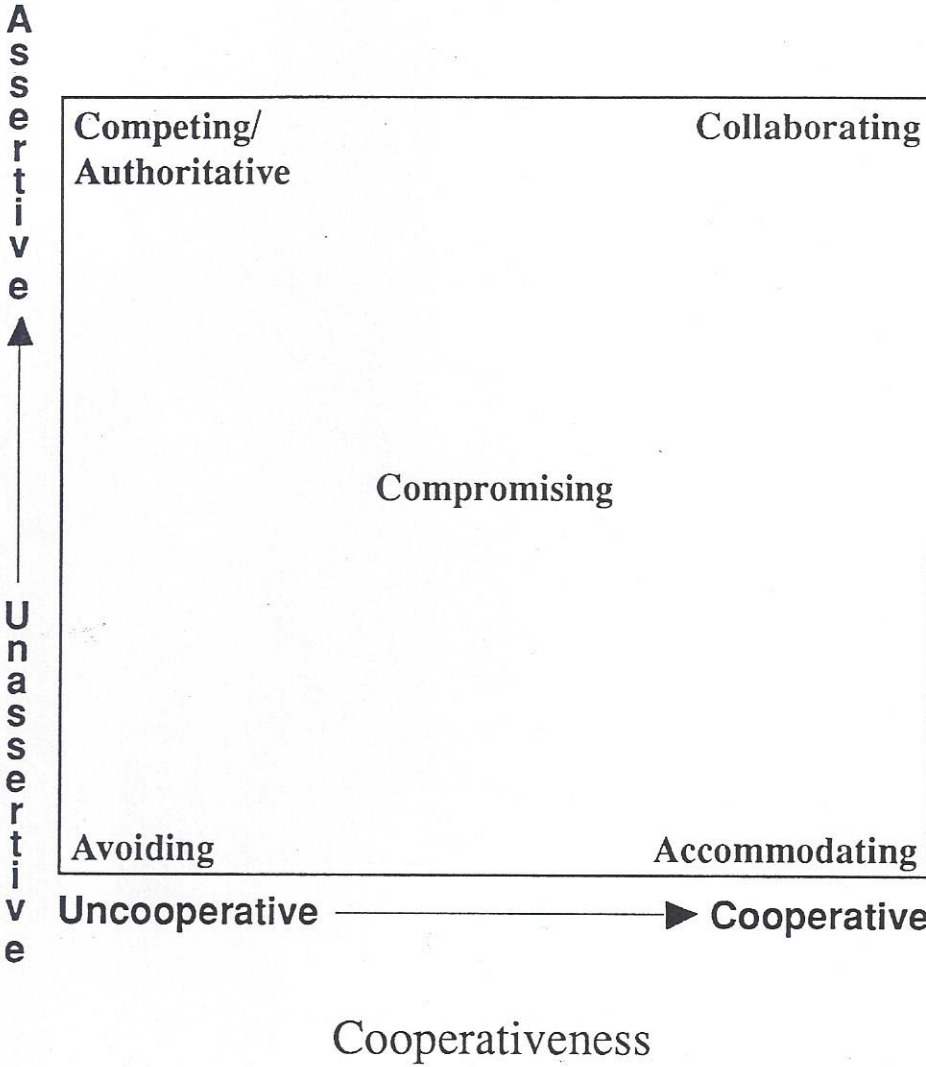 Assertive
Competing/
Authoritative
Collaborating
Compromising
Unassertive
Avoiding
Accommodating
Uncooperative
Cooperative
Cooperativeness